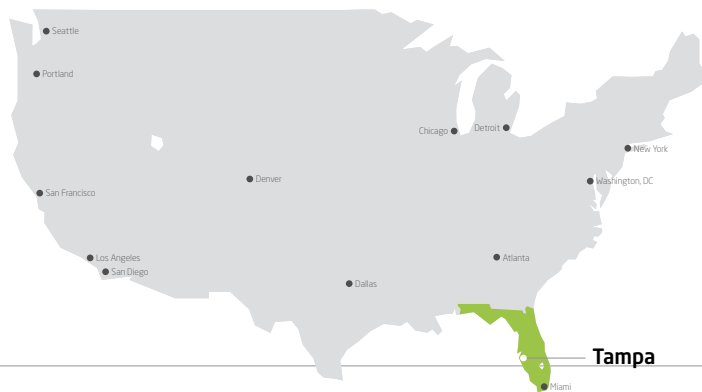 Seattle
Portland
Chicago
Detroit
New York
Denver
Washington, DC
San Francisco
Los Angeles
Atlanta
San Diego
Dallas
Tampa
Miami